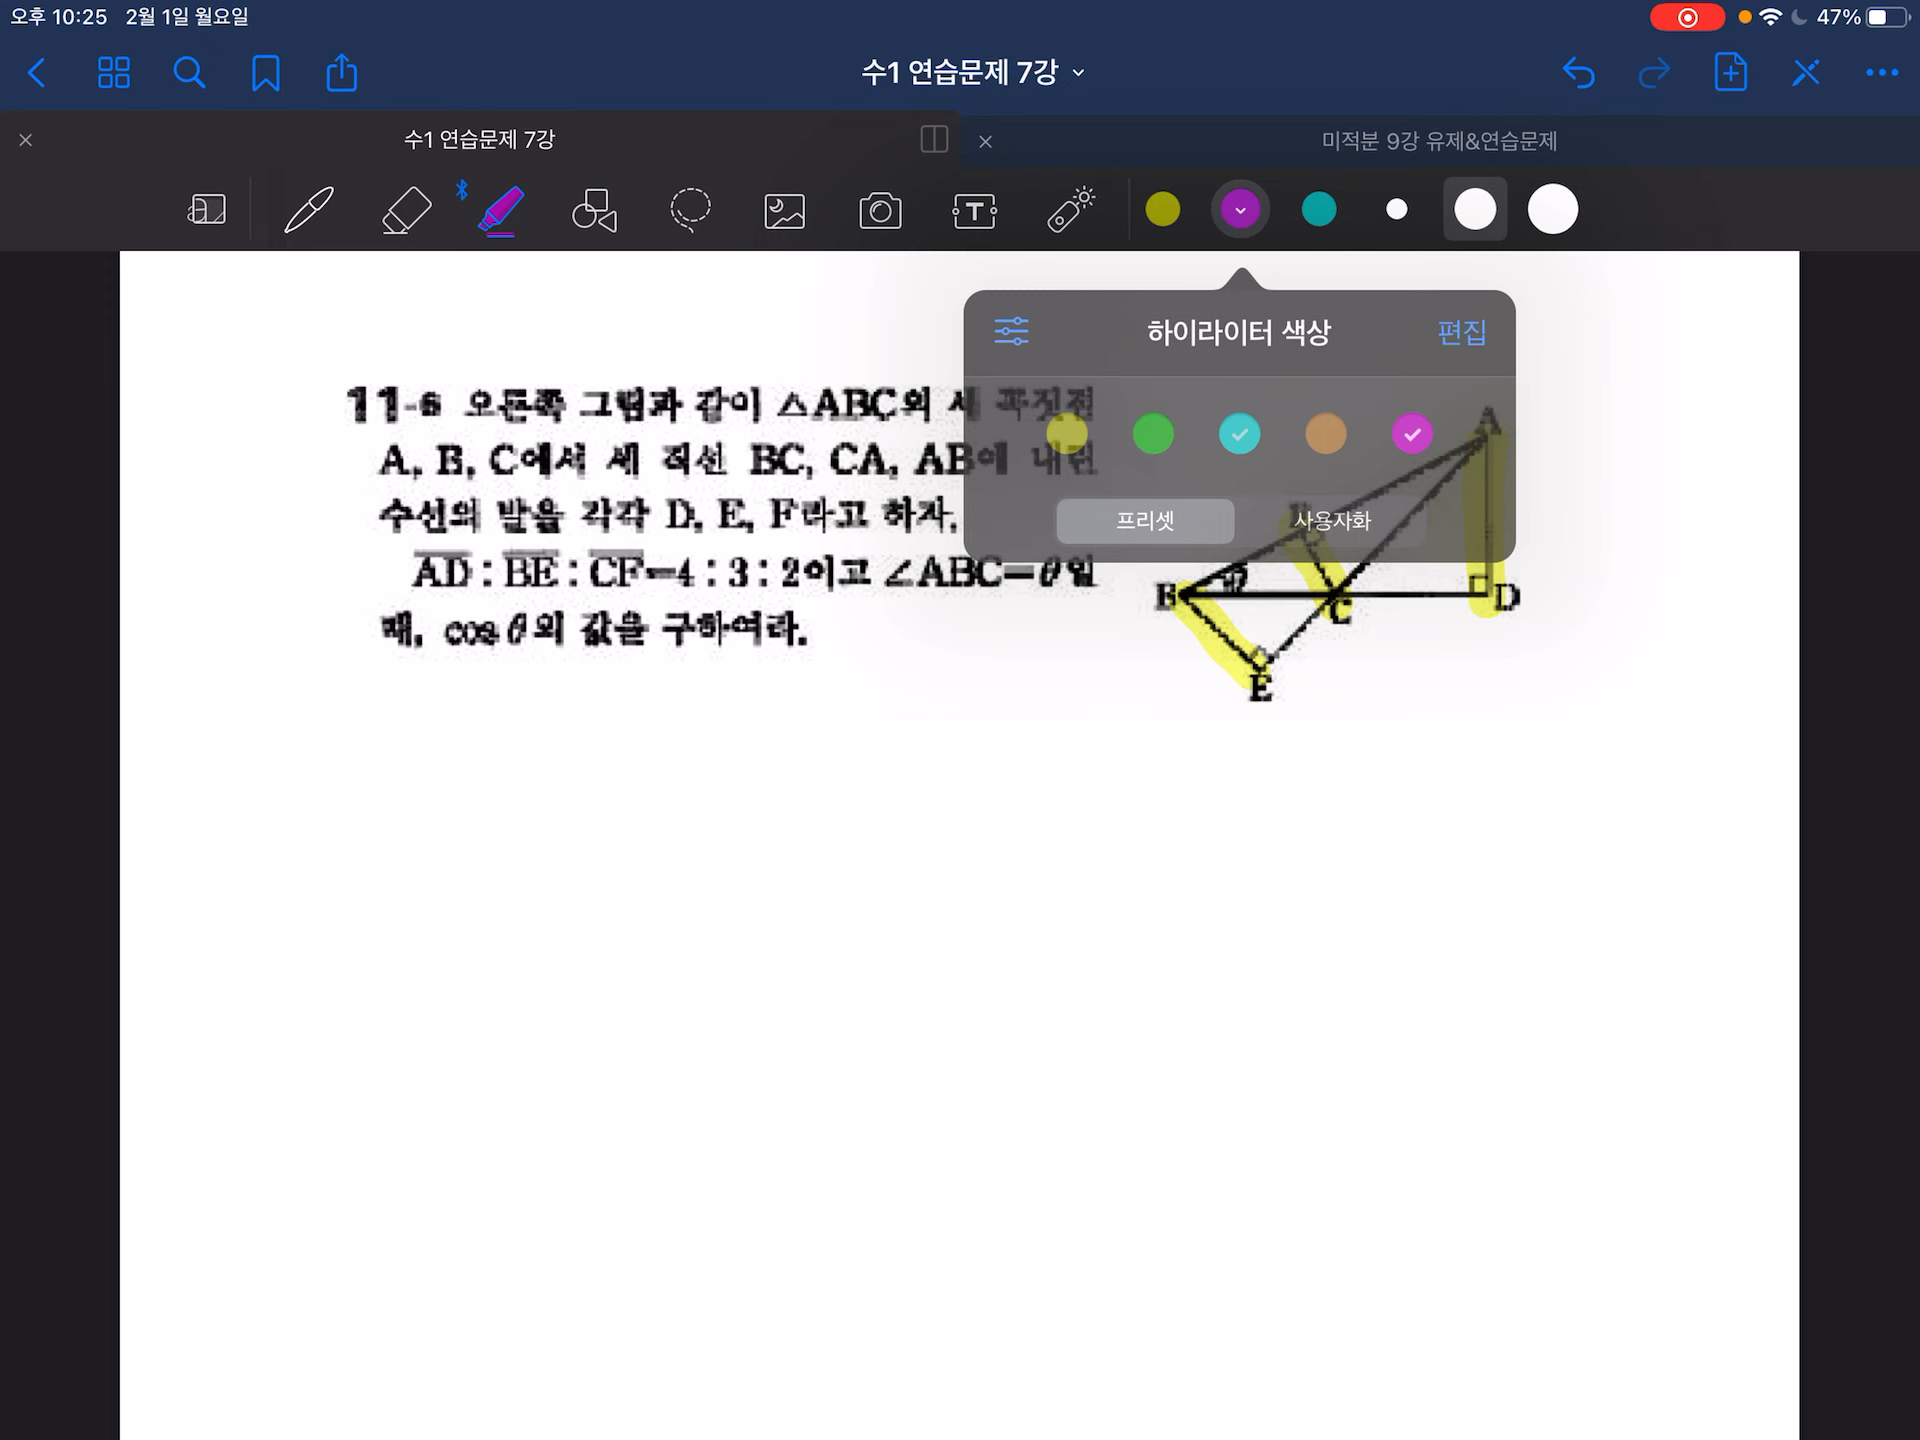 오후 10:25 2월 1일 월요일
47%
수1 연습문제 7강
수1 연습문제 7강
미적분 9강 유제&연습문제
하이라이터 색상
편집
프리셋
사용자화
11-6 오른쪽 그림과 같이 △ABC의 세 꼭짓점
A, B, C에서 세 직선 BC, CA, AB에 내린
수선의 발을 각각 D, E, F라고 하자.
AD : BE : CF=4 : 3 : 2이고 ∠ABC=θ일
때, cos θ의 값을 구하여라.
A
B
θ
C
D
E